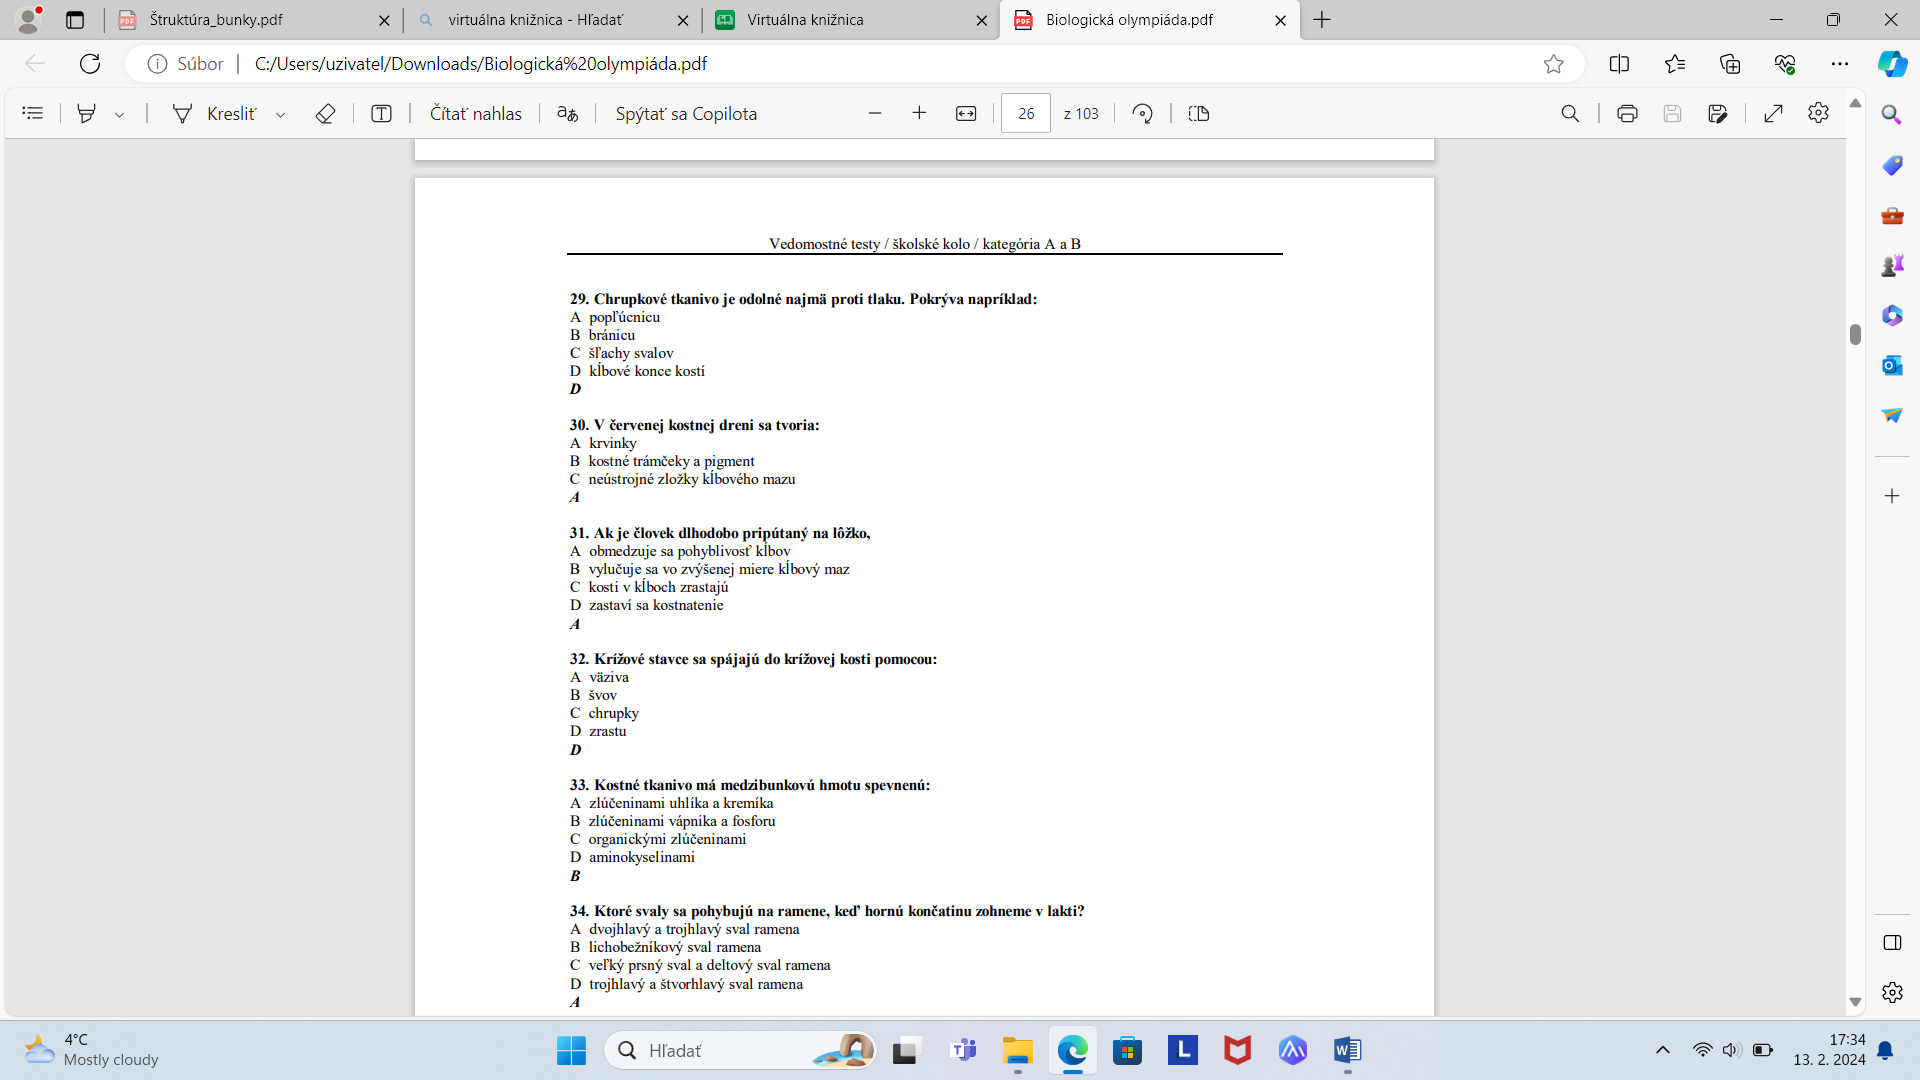 Štruktúra_bunky.pdf
virtuálna knižnica - Hľadať
Virtuálna knižnica
Biologická olympiáda.pdf
Súbor
C:/Users/uzivatel/Downloads/Biologická%20olympiáda.pdf
Kresliť
Čítať nahlas
Spýtať sa Copilota
26
z 103
Vedomostné testy / školské kolo / kategória A a B
29. Chrupkové tkanivo je odolné najmä proti tlaku. Pokrýva napríklad:
A popľúcnicu
B bránicu
C šľachy svalov
D kĺbové konce kostí
D
30. V červenej kostnej dreni sa tvoria:
A krvinky
B kostné trámčeky a pigment
C neústrojné zložky kĺbového mazu
A
31. Ak je človek dlhodobo pripútaný na lôžko,
A obmedzuje sa pohyblivosť kĺbov
B vylučuje sa vo zvýšenej miere kĺbový maz
C kosti v kĺboch zrastajú
D zastaví sa kostnatenie
A
32. Krížové stavce sa spájajú do krížovej kosti pomocou:
A väziva
B švov
C chrupky
D zrastu
D
33. Kostné tkanivo má medzibunkovú hmotu spevnenú:
A zlúčeninami uhlíka a kremíka
B zlúčeninami vápnika a fosforu
C organickými zlúčeninami
D aminokyselinami
B
34. Ktoré svaly sa pohybujú na ramene, keď hornú končatinu zohneme v lakti?
A dvojhlavý a trojhlavý sval ramena
B lichobežníkový sval ramena
C veľký prsný sval a deltový sval ramena
D trojhlavý a štvorhlavý sval ramena
A
4°C
Mostly cloudy
Hľadať
17:34
13. 2. 2024